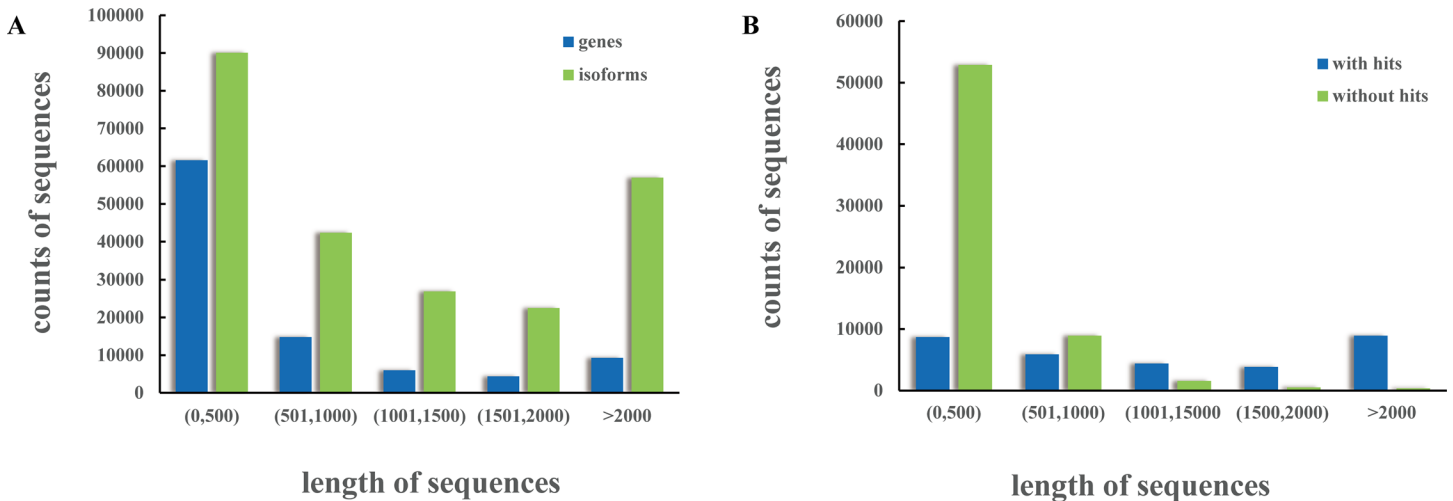 A
100000
90000
80000
70000
60000
50000
40000
30000
20000
10000
0
counts of sequences
genes
isoforms
(0,500)
(501,1000)
(1001,1500)
(1501,2000)
>2000
length of sequences
B
60000
50000
40000
30000
20000
10000
0
counts of sequences
with hits
without hits
(0,500)
(501,1000)
(1001,15000
(1500,2000)
>2000
length of sequences